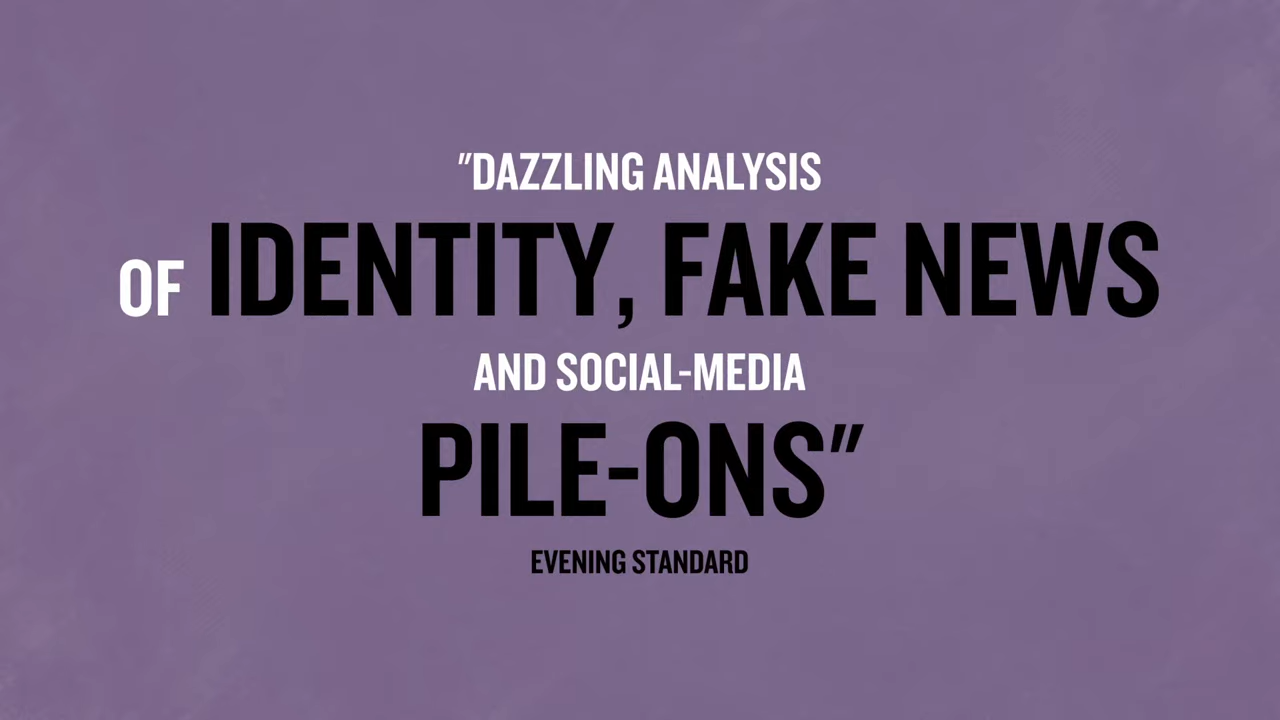 "DAZZLING ANALYSIS
OF IDENTITY, FAKE NEWS
AND SOCIAL-MEDIA
PILE-ONS"
EVENING STANDARD